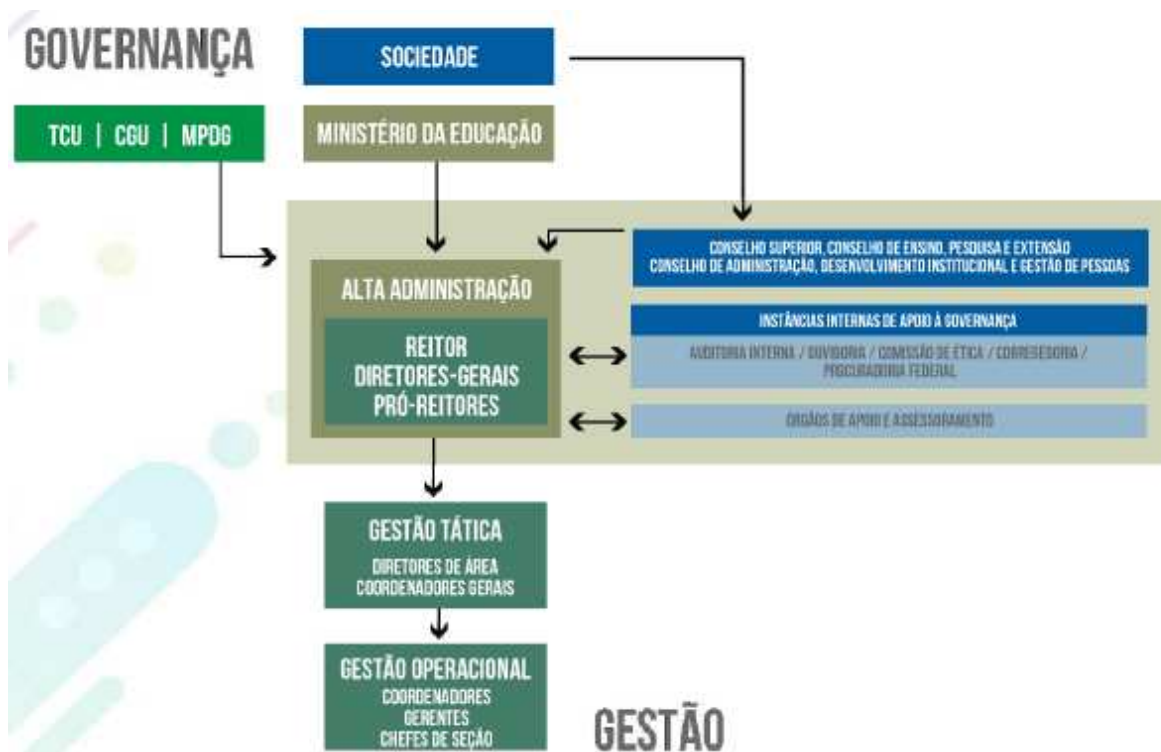 GOVERNANÇA
SOCIEDADE
TCU | CGU | MPDG
MINISTÉRIO DA EDUCAÇÃO
CONSELHO SUPERIOR, CONSELHO DE ENSINO, PESQUISA E EXTENSÃO
CONSELHO DE ADMINISTRAÇÃO, DESENVOLVIMENTO INSTITUCIONAL E GESTÃO DE PESSOAS
ALTA ADMINISTRAÇÃO
REITOR
DIRETORES-GERAIS
PRÓ-REITORES
INSTÂNCIAS INTERNAS DE APOIO À GOVERNANÇA
AUDITORIA INTERNA / OUVIDORIA / COMISSÃO DE ÉTICA / CORREGEDORIA /
PROCURADORIA FEDERAL
ÓRGÃOS DE APOIO E ASSESSORAMENTO
GESTÃO TÁTICA
DIRETORES DE ÁREA
COORDENADORES GERAIS
GESTÃO OPERACIONAL
COORDENADORES
GERENTES
CHEFES DE SEÇÃO
GESTÃO